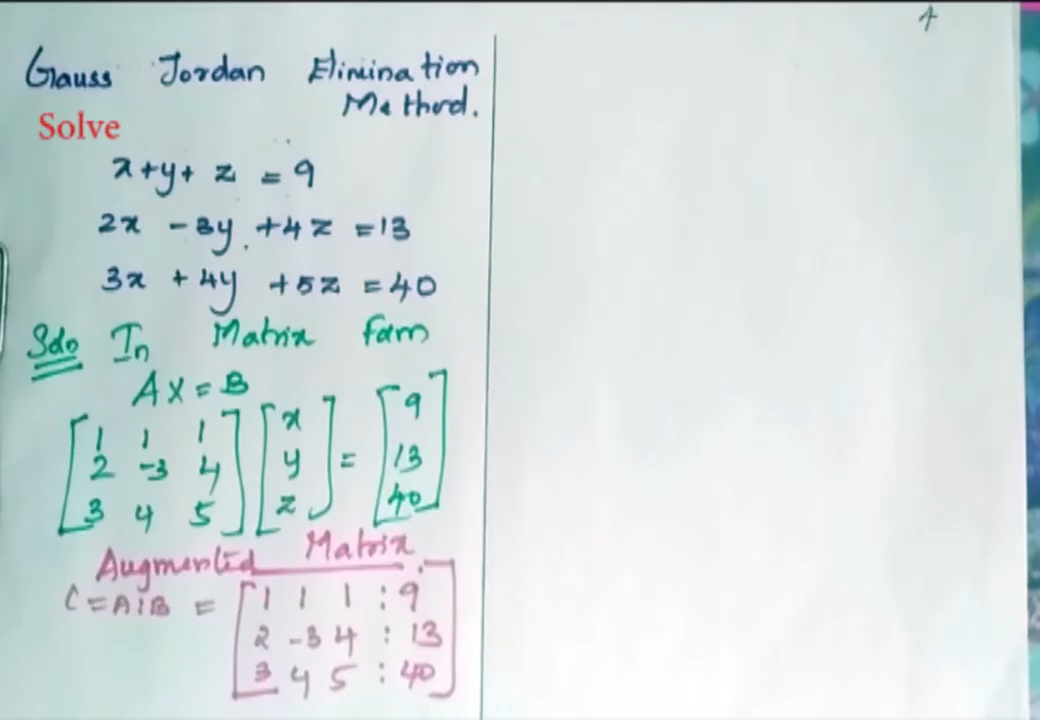 Gauss Jordan Elimination
Method.
Solve
x+y+ z = 9
2x -3y +4z =13
3x + 4y +5z =40
In Matrix Form
AX=B
[1 1 1] [x] [9]
[2 -3 4] [y] = [13]
[3 4 5] [z] [40]
Augmented Matrix.
C=A:B = [1 1 1 : 9]
[2 -3 4 : 13]
[3 4 5 : 40]